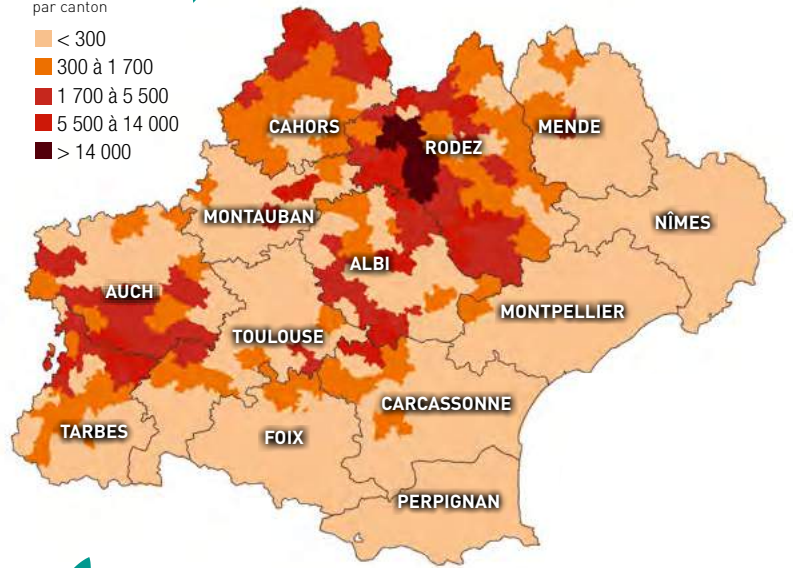 par canton
< 300
300 à 1 700
1 700 à 5 500
5 500 à 14 000
> 14 000
CAHORS
RODEZ
MENDE
MONTAUBAN
NÎMES
ALBI
AUCH
MONTPELLIER
TOULOUSE
CARCASSONNE
TARBES
FOIX
PERPIGNAN